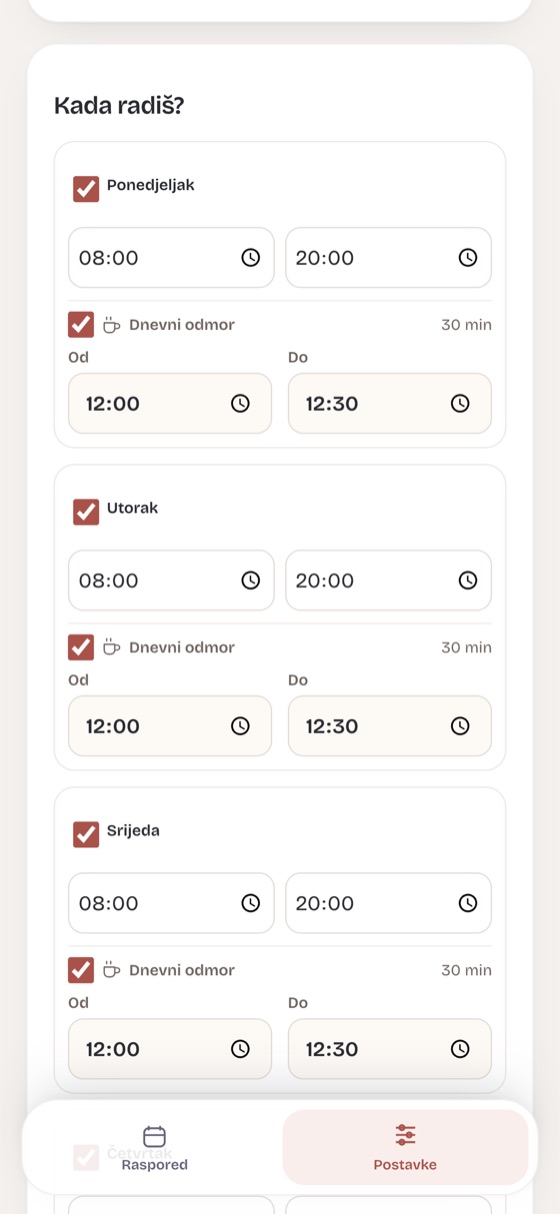 Kada radiš?
Ponedjeljak
08:00 20:00
Dnevni odmor 30 min
Od Do
12:00 12:30
Utorak
08:00 20:00
Dnevni odmor 30 min
Od Do
12:00 12:30
Srijeda
08:00 20:00
Dnevni odmor 30 min
Od Do
12:00 12:30
Četvrtak
Raspored Postavke